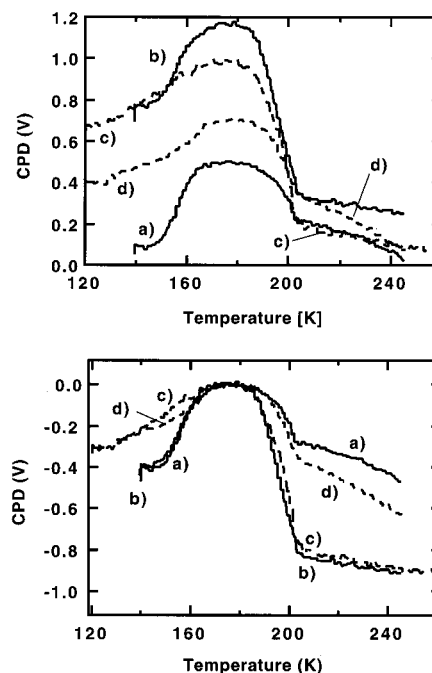 1.2
1.0
0.8
0.6
0.4
0.2
0.0
CPD (V)
b)
c)
d)
a)
d)
c)
120
160
200
240
Temperature [K]
0.0
-0.2
-0.4
-0.6
-0.8
-1.0
CPD (V)
c)
d)
a)
b)
a)
d)
c)
b)
120
160
200
240
Temperature (K)